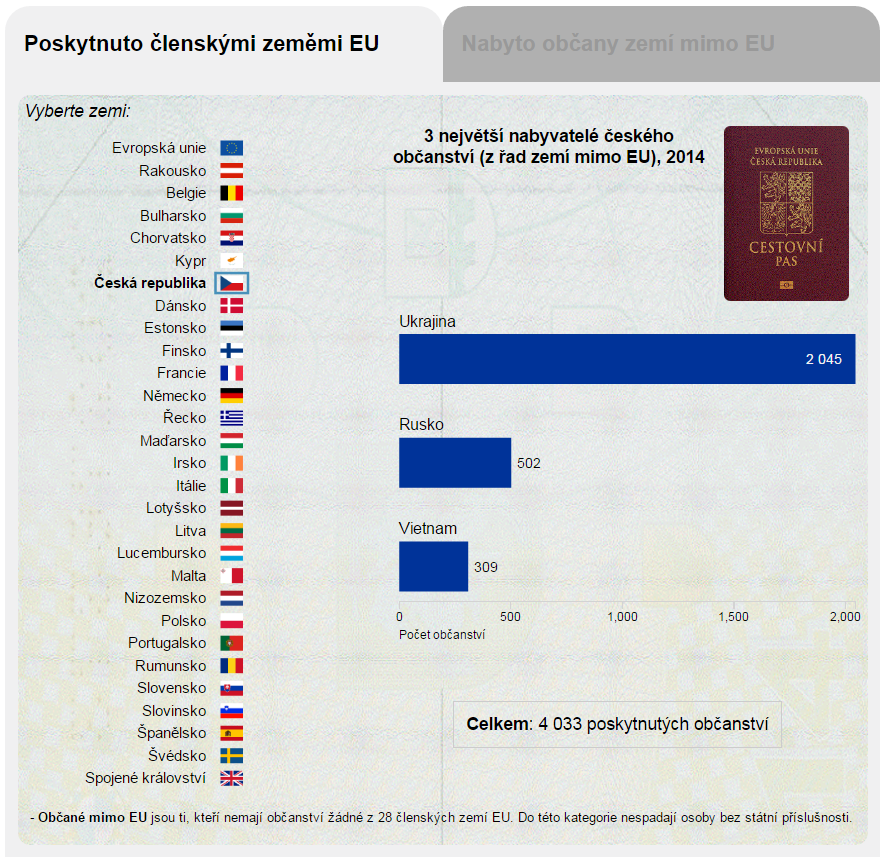 Poskytnuto členskými zeměmi EU
Nabyto občany zemí mimo EU
Vyberte zemi:
Evropská unie
Rakousko
Belgie
Bulharsko
Chorvatsko
Kypr
Česká republika
Dánsko
Estonsko
Finsko
Francie
Německo
Řecko
Maďarsko
Irsko
Itálie
Lotyšsko
Litva
Lucembursko
Malta
Nizozemsko
Polsko
Portugalsko
Rumunsko
Slovensko
Slovinsko
Španělsko
Švédsko
Spojené království
3 největší nabyvatelé českého
občanství (z řad zemí mimo EU), 2014
EVROPSKÁ UNIE
ČESKÁ REPUBLIKA
CESTOVNÍ
PAS
Ukrajina
2 045
Rusko
502
Vietnam
309
0 500 1,000 1,500 2,000
Počet občanství
Celkem: 4 033 poskytnutých občanství
- Občané mimo EU jsou ti, kteří nemají občanství žádné z 28 členských zemí EU. Do této kategorie nespadají osoby bez státní příslušnosti.